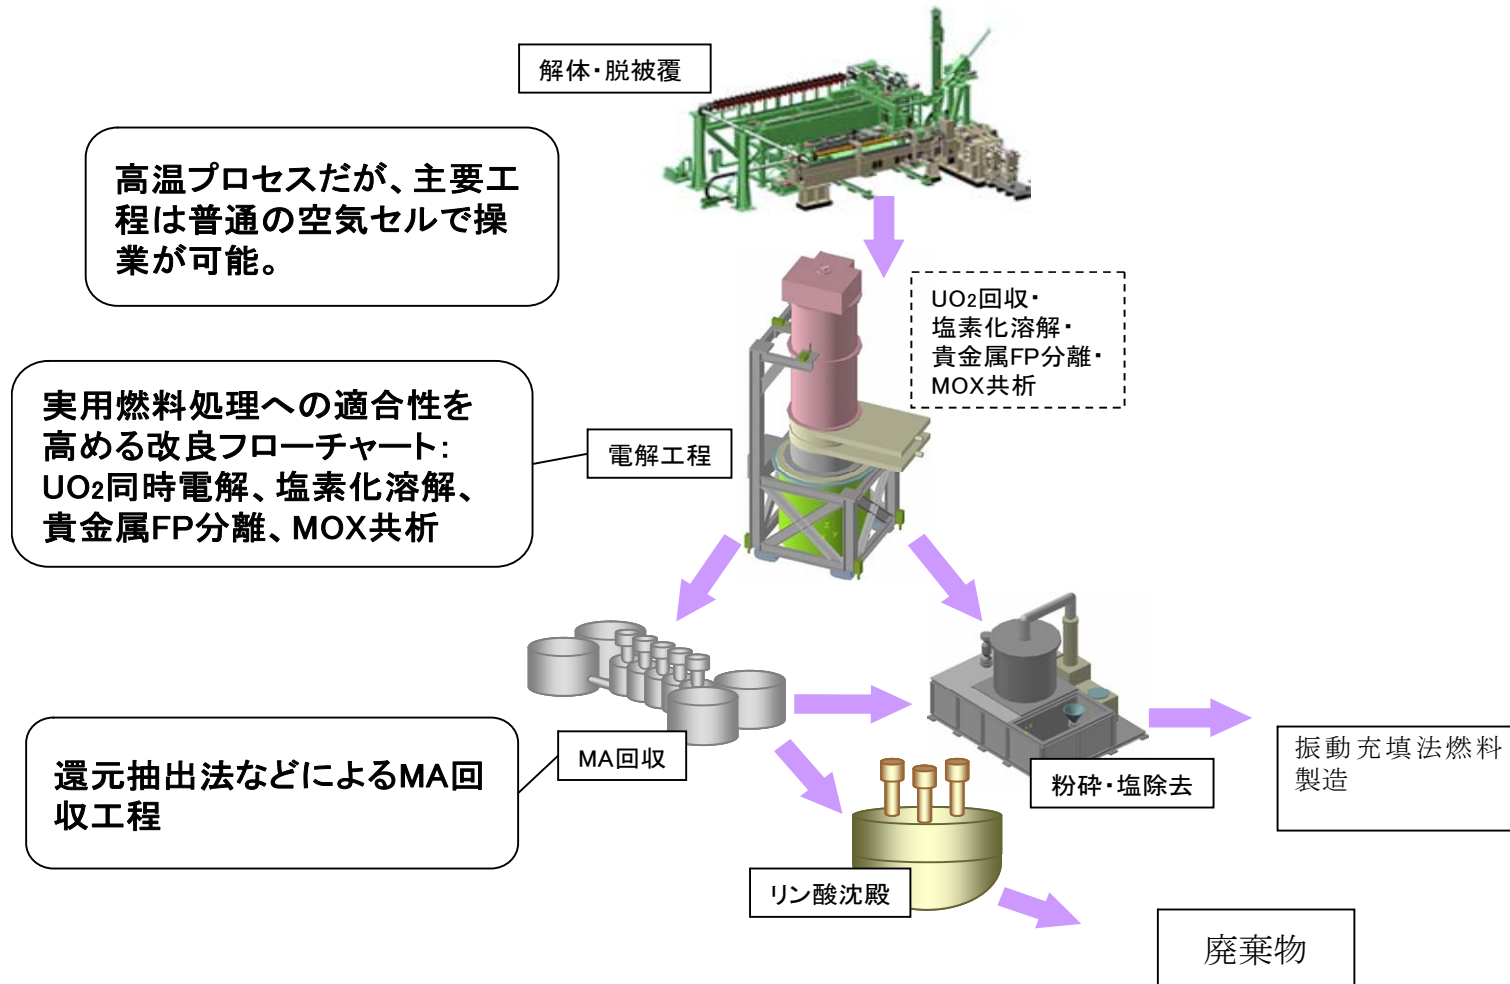 解体・脱被覆
高温プロセスだが、主要工
程は普通の空気セルで操
業が可能。
UO2回収・
塩素化溶解・
貴金属FP分離・
MOX共析
実用燃料処理への適合性を
高める改良フローチャート：
UO2同時電解、塩素化溶解、
貴金属FP分離、MOX共析
電解工程
還元抽出法などによるMA回
収工程
MA回収
粉砕・塩除去
振動充填法燃料
製造
リン酸沈殿
廃棄物